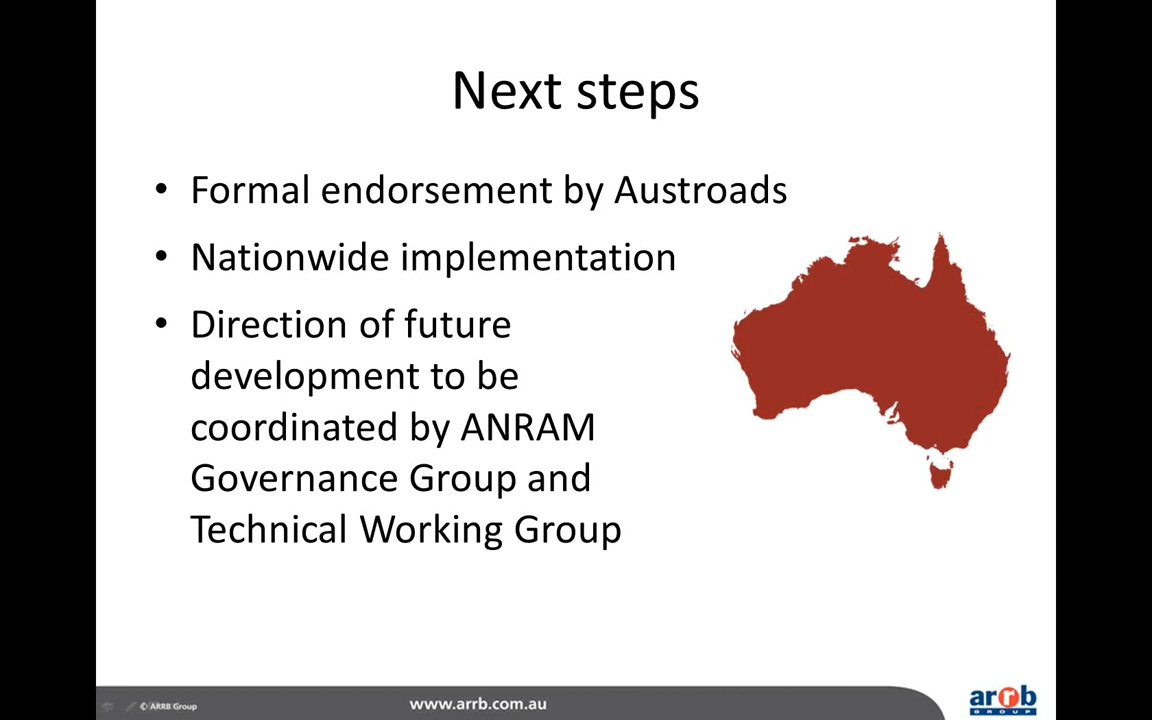 Next steps
• Formal endorsement by Austroads
• Nationwide implementation
• Direction of future
development to be
coordinated by ANRAM
Governance Group and
Technical Working Group
© ARRB Group
www.arrb.com.au
arrb
GROUP